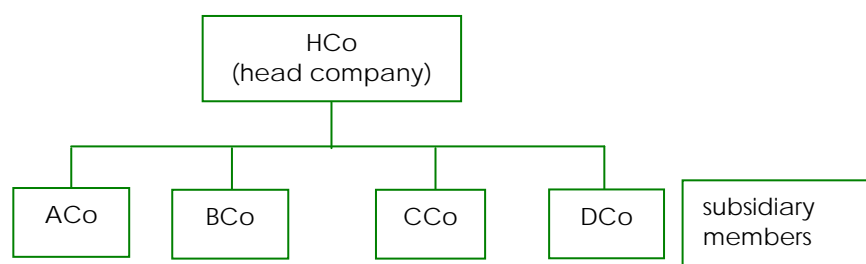 HCo
(head company)
ACo
BCo
CCo
DCo
subsidiary
members